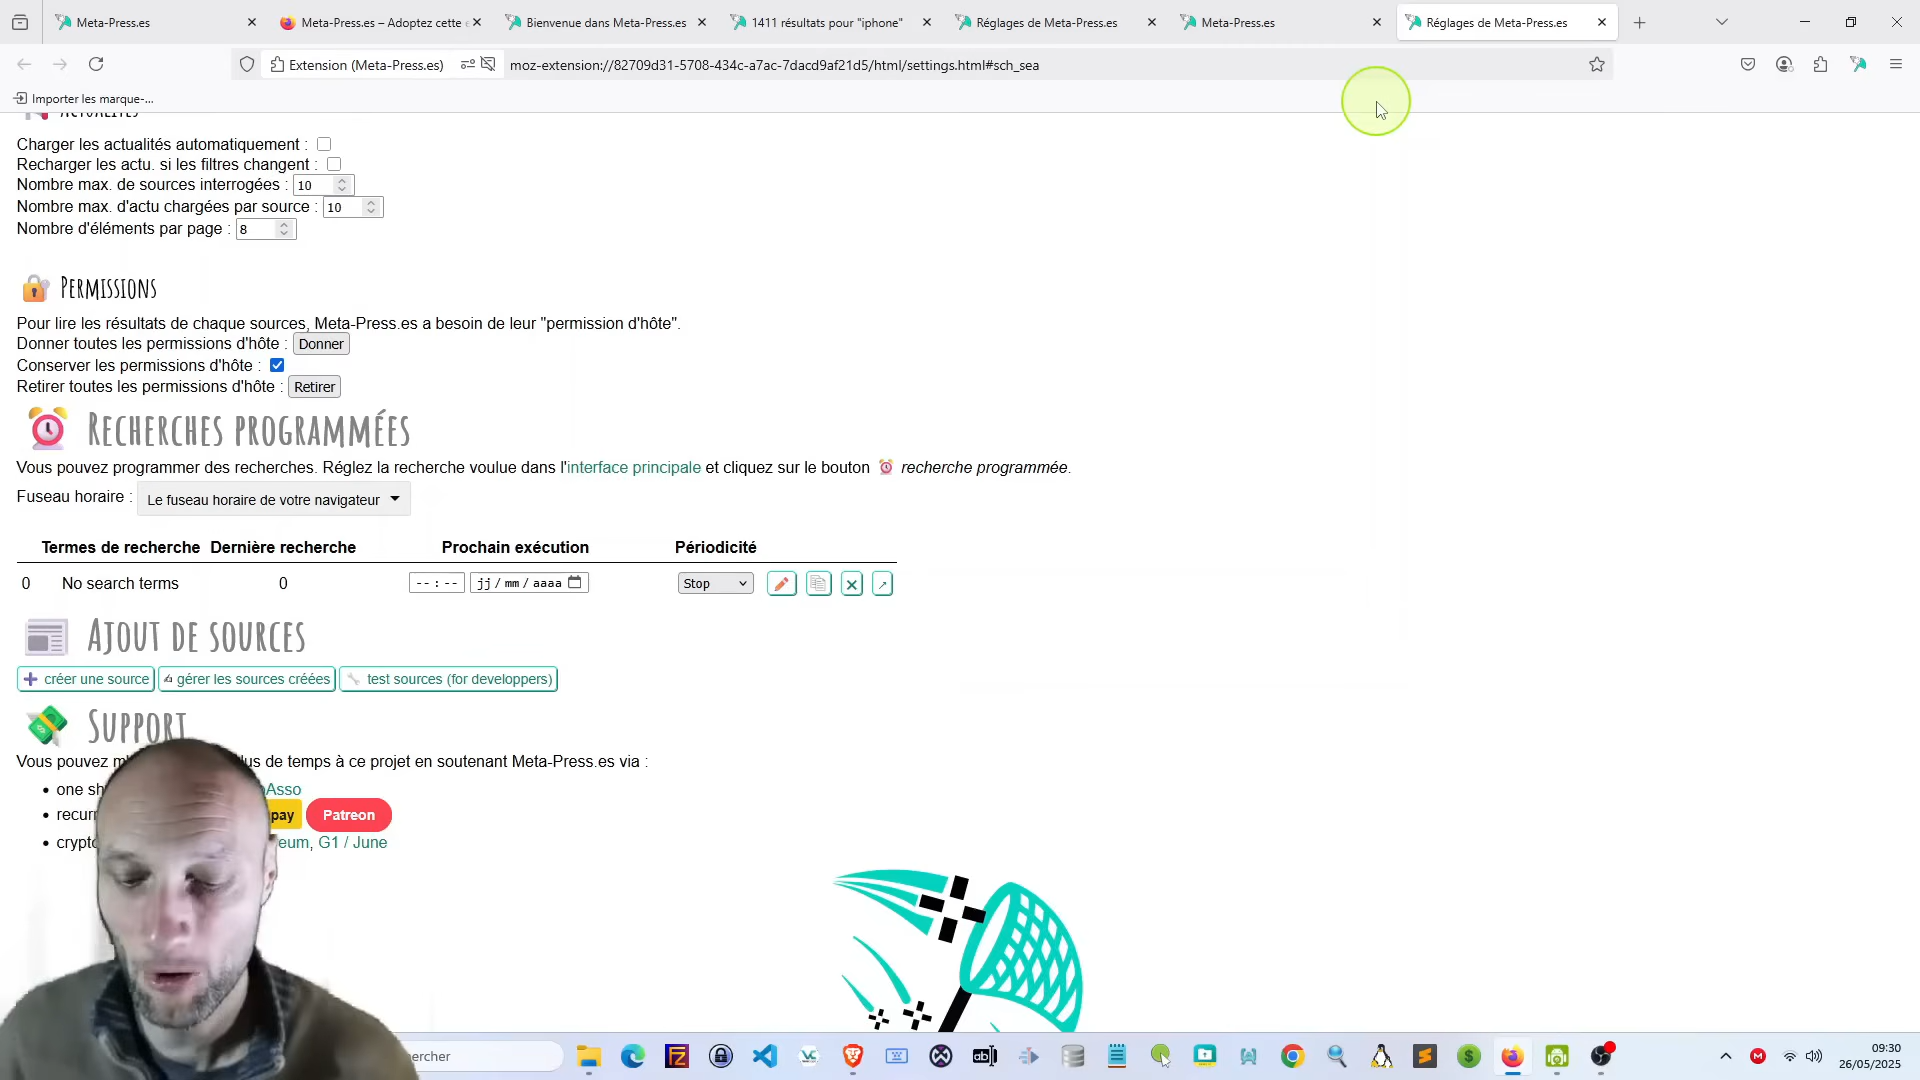 Meta-Press.es
Meta-Press.es – Adoptez cette
Bienvenue dans Meta-Press.es
1411 résultats pour "iphone"
Réglages de Meta-Press.es
Meta-Press.es
Réglages de Meta-Press.es
Extension (Meta-Press.es)
moz-extension://82709d31-5708-434c-a7ac-7dacd9af21d5/html/settings.html#sch_sea
Importer les marque-...
Actualités
Charger les actualités automatiquement :
Recharger les actu. si les filtres changent :
Nombre max. de sources interrogées : 10
Nombre max. d'actu chargées par source : 10
Nombre d'éléments par page : 8
Permissions
Pour lire les résultats de chaque sources, Meta-Press.es a besoin de leur "permission d'hôte".
Donner toutes les permissions d'hôte : Donner
Conserver les permissions d'hôte :
Retirer toutes les permissions d'hôte : Retirer
Recherches programmées
Vous pouvez programmer des recherches. Réglez la recherche voulue dans l'interface principale et cliquez sur le bouton recherche programmée.
Fuseau horaire : Le fuseau horaire de votre navigateur
Termes de recherche Dernière recherche Prochain exécution Périodicité
0 No search terms 0 -- : -- jj / mm / aaaa Stop
Ajout de sources
créer une source gérer les sources créées test sources (for developpers)
Support
Vous pouvez lus de temps à ce projet en soutenant Meta-Press.es via :
one sh Asso
recur pay Patreon
crypto eum, G1 / June
ercher
09:30
26/05/2025